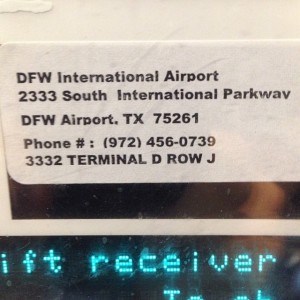 DFW International Airport
2333 South International Parkway
DFW Airport, TX 75261
Phone # : (972) 456-0739
3332 TERMINAL D ROW J
ift receiver